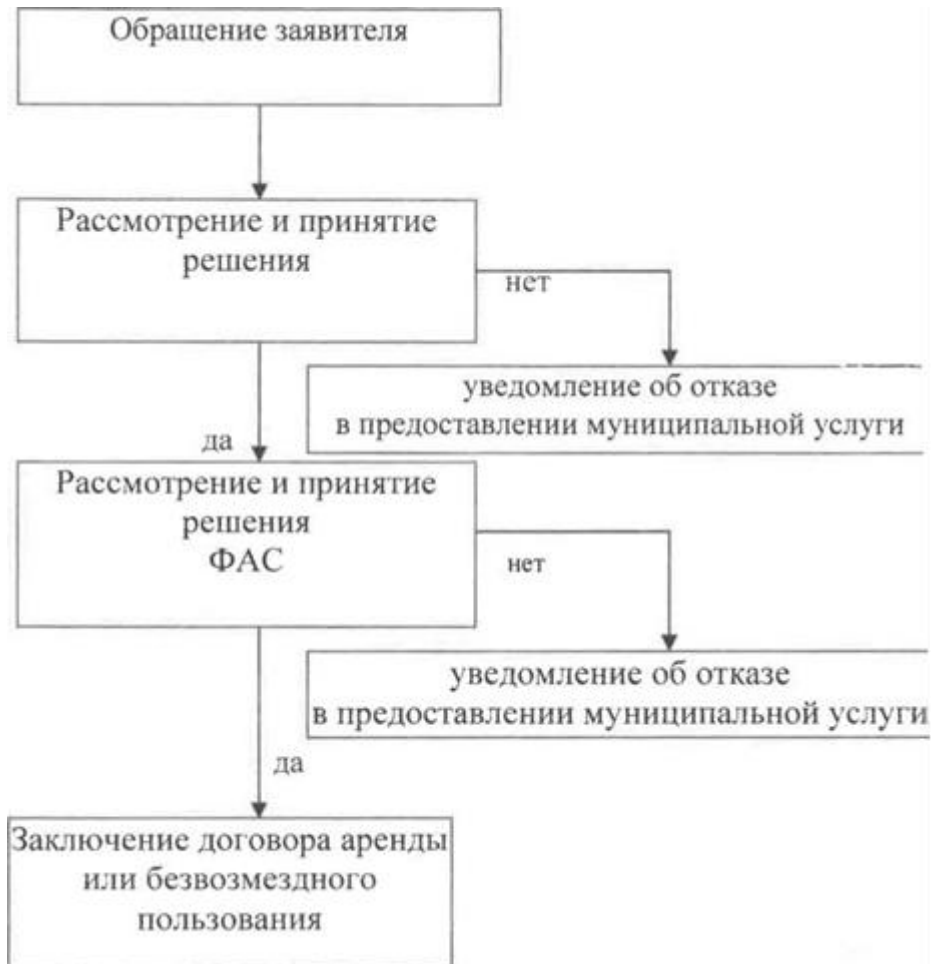 Обращение заявителя
Рассмотрение и принятие
решения
нет
уведомление об отказе
в предоставлении муниципальной услуги
да
Рассмотрение и принятие
решения
ФАС
нет
уведомление об отказе
в предоставлении муниципальной услуги
да
Заключение договора аренды
или безвозмездного
пользования